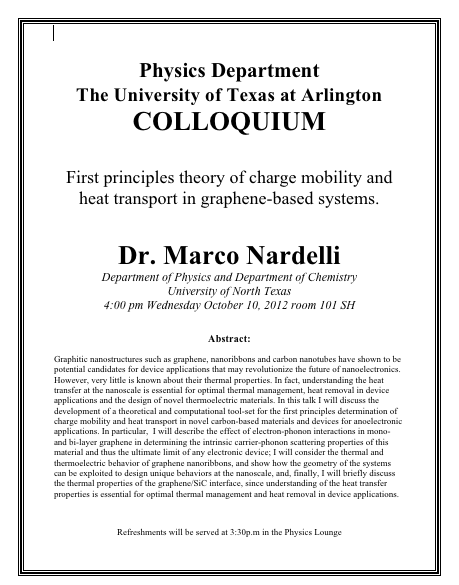 Physics Department
The University of Texas at Arlington
COLLOQUIUM
First principles theory of charge mobility and
heat transport in graphene-based systems.
Dr. Marco Nardelli
Department of Physics and Department of Chemistry
University of North Texas
4:00 pm Wednesday October 10, 2012 room 101 SH
Abstract:
Graphitic nanostructures such as graphene, nanoribbons and carbon nanotubes have shown to be
potential candidates for device applications that may revolutionize the future of nanoelectronics.
However, very little is known about their thermal properties. In fact, understanding the heat
transfer at the nanoscale is essential for optimal thermal management, heat removal in device
applications and the design of novel thermoelectric materials. In this talk I will discuss the
development of a theoretical and computational tool-set for the first principles determination of
charge mobility and heat transport in novel carbon-based materials and devices for anoelectronic
applications. In particular, I will describe the effect of electron-phonon interactions in mono-
and bi-layer graphene in determining the intrinsic carrier-phonon scattering properties of this
material and thus the ultimate limit of any electronic device; I will consider the thermal and
thermoelectric behavior of graphene nanoribbons, and show how the geometry of the systems
can be exploited to design unique behaviors at the nanoscale, and, finally, I will briefly discuss
the thermal properties of the graphene/SiC interface, since understanding of the heat transfer
properties is essential for optimal thermal management and heat removal in device applications.
Refreshments will be served at 3:30p.m in the Physics Lounge